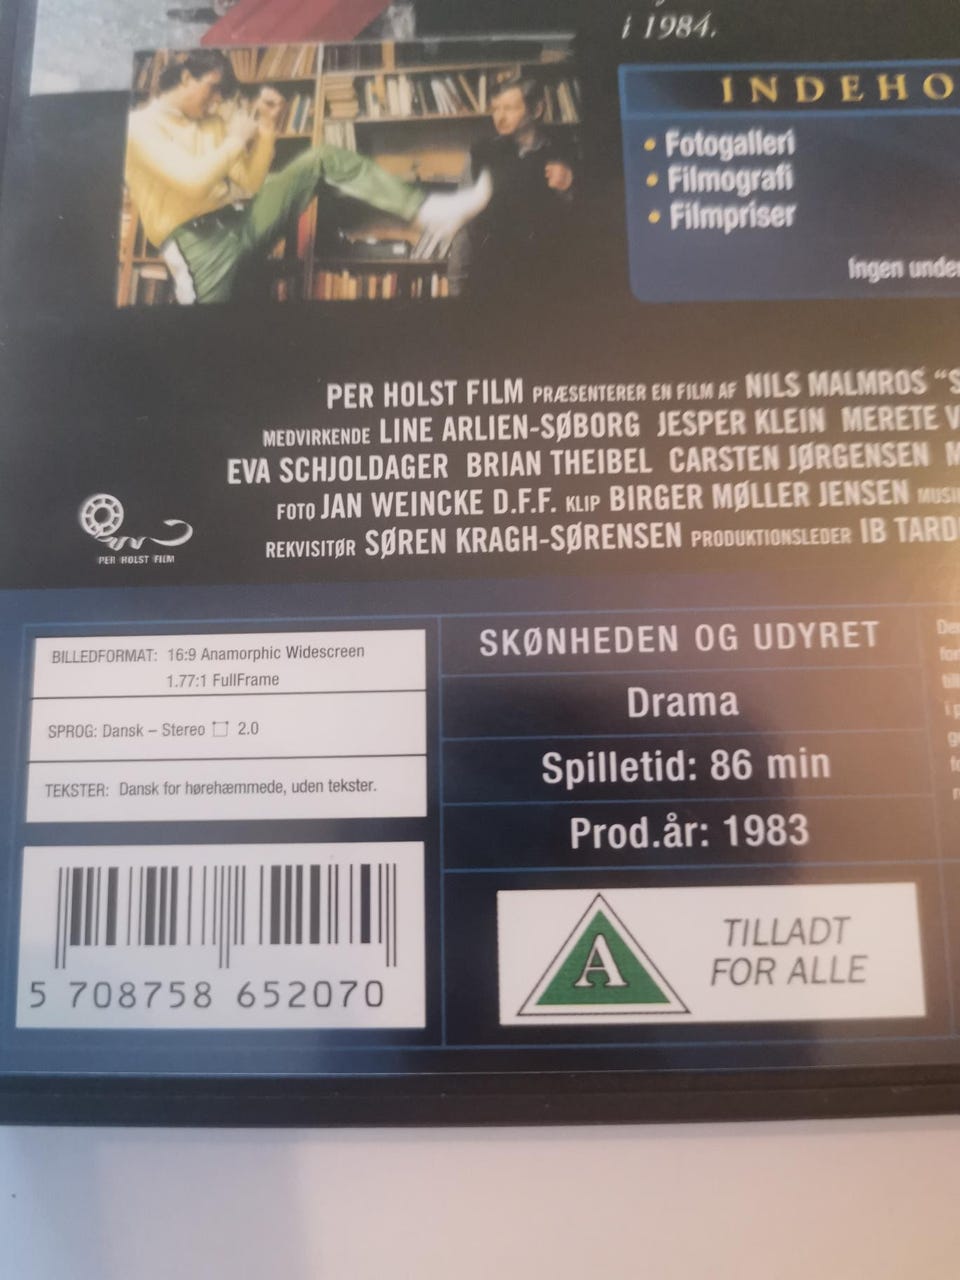 i 1984.
INDEHO
• Fotogalleri
• Filmografi
• Filmpriser
Ingen under
PER HOLST FILM PRÆSENTERER EN FILM AF NILS MALMROS “S
MEDVIRKENDE LINE ARLIEN-SØBORG JESPER KLEIN MERETE V
EVA SCHJOLDAGER BRIAN THEIBEL CARSTEN JØRGENSEN M
FOTO JAN WEINCKE D.F.F. KLIP BIRGER MØLLER JENSEN MUSI
REKVISITØR SØREN KRAGH-SØRENSEN PRODUKTIONSLEDER IB TARD
PER HOLST FILM
BILLEDFORMAT: 16:9 Anamorphic Widescreen
1.77:1 FullFrame
SPROG: Dansk – Stereo 2.0
TEKSTER: Dansk for hørehæmmede, uden tekster.
5 708758 652070
SKØNHEDEN OG UDYRET
Drama
Spilletid: 86 min
Prod.år: 1983
A
TILLADT
FOR ALLE